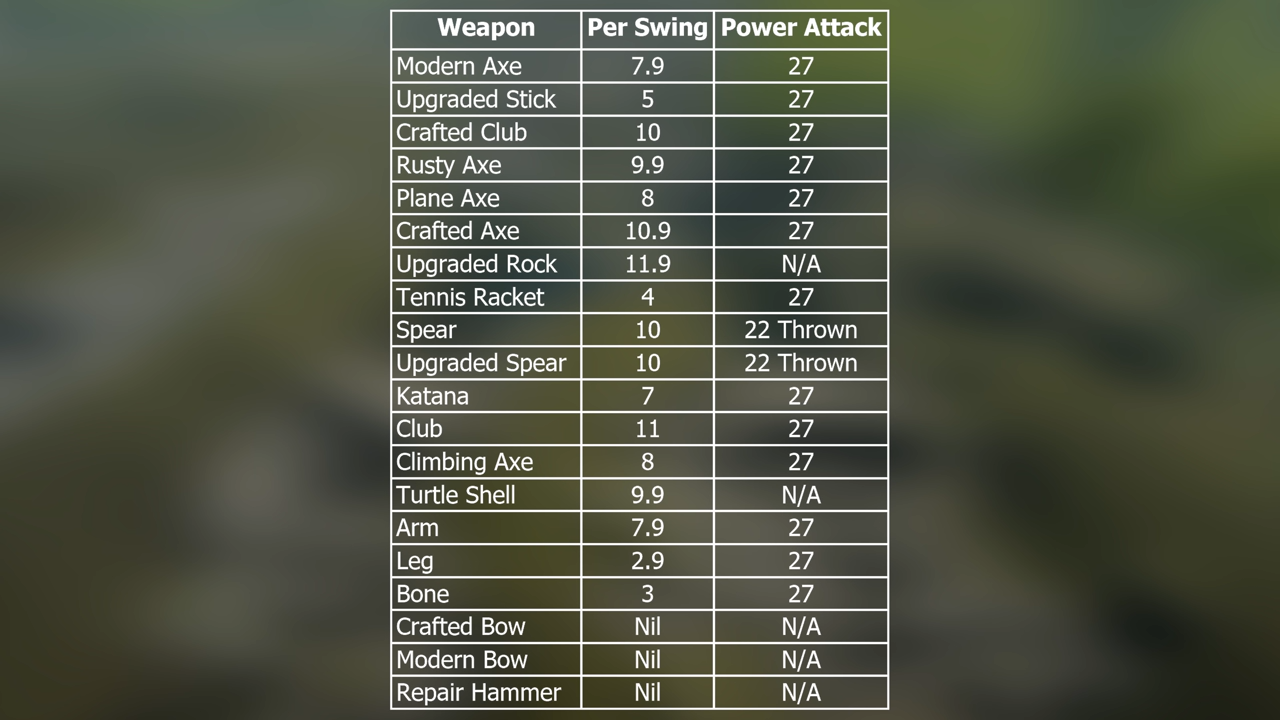 Weapon Per Swing Power Attack
Modern Axe 7.9 27
Upgraded Stick 5 27
Crafted Club 10 27
Rusty Axe 9.9 27
Plane Axe 8 27
Crafted Axe 10.9 27
Upgraded Rock 11.9 N/A
Tennis Racket 4 27
Spear 10 22 Thrown
Upgraded Spear 10 22 Thrown
Katana 7 27
Club 11 27
Climbing Axe 8 27
Turtle Shell 9.9 N/A
Arm 7.9 27
Leg 2.9 27
Bone 3 27
Crafted Bow Nil N/A
Modern Bow Nil N/A
Repair Hammer Nil N/A